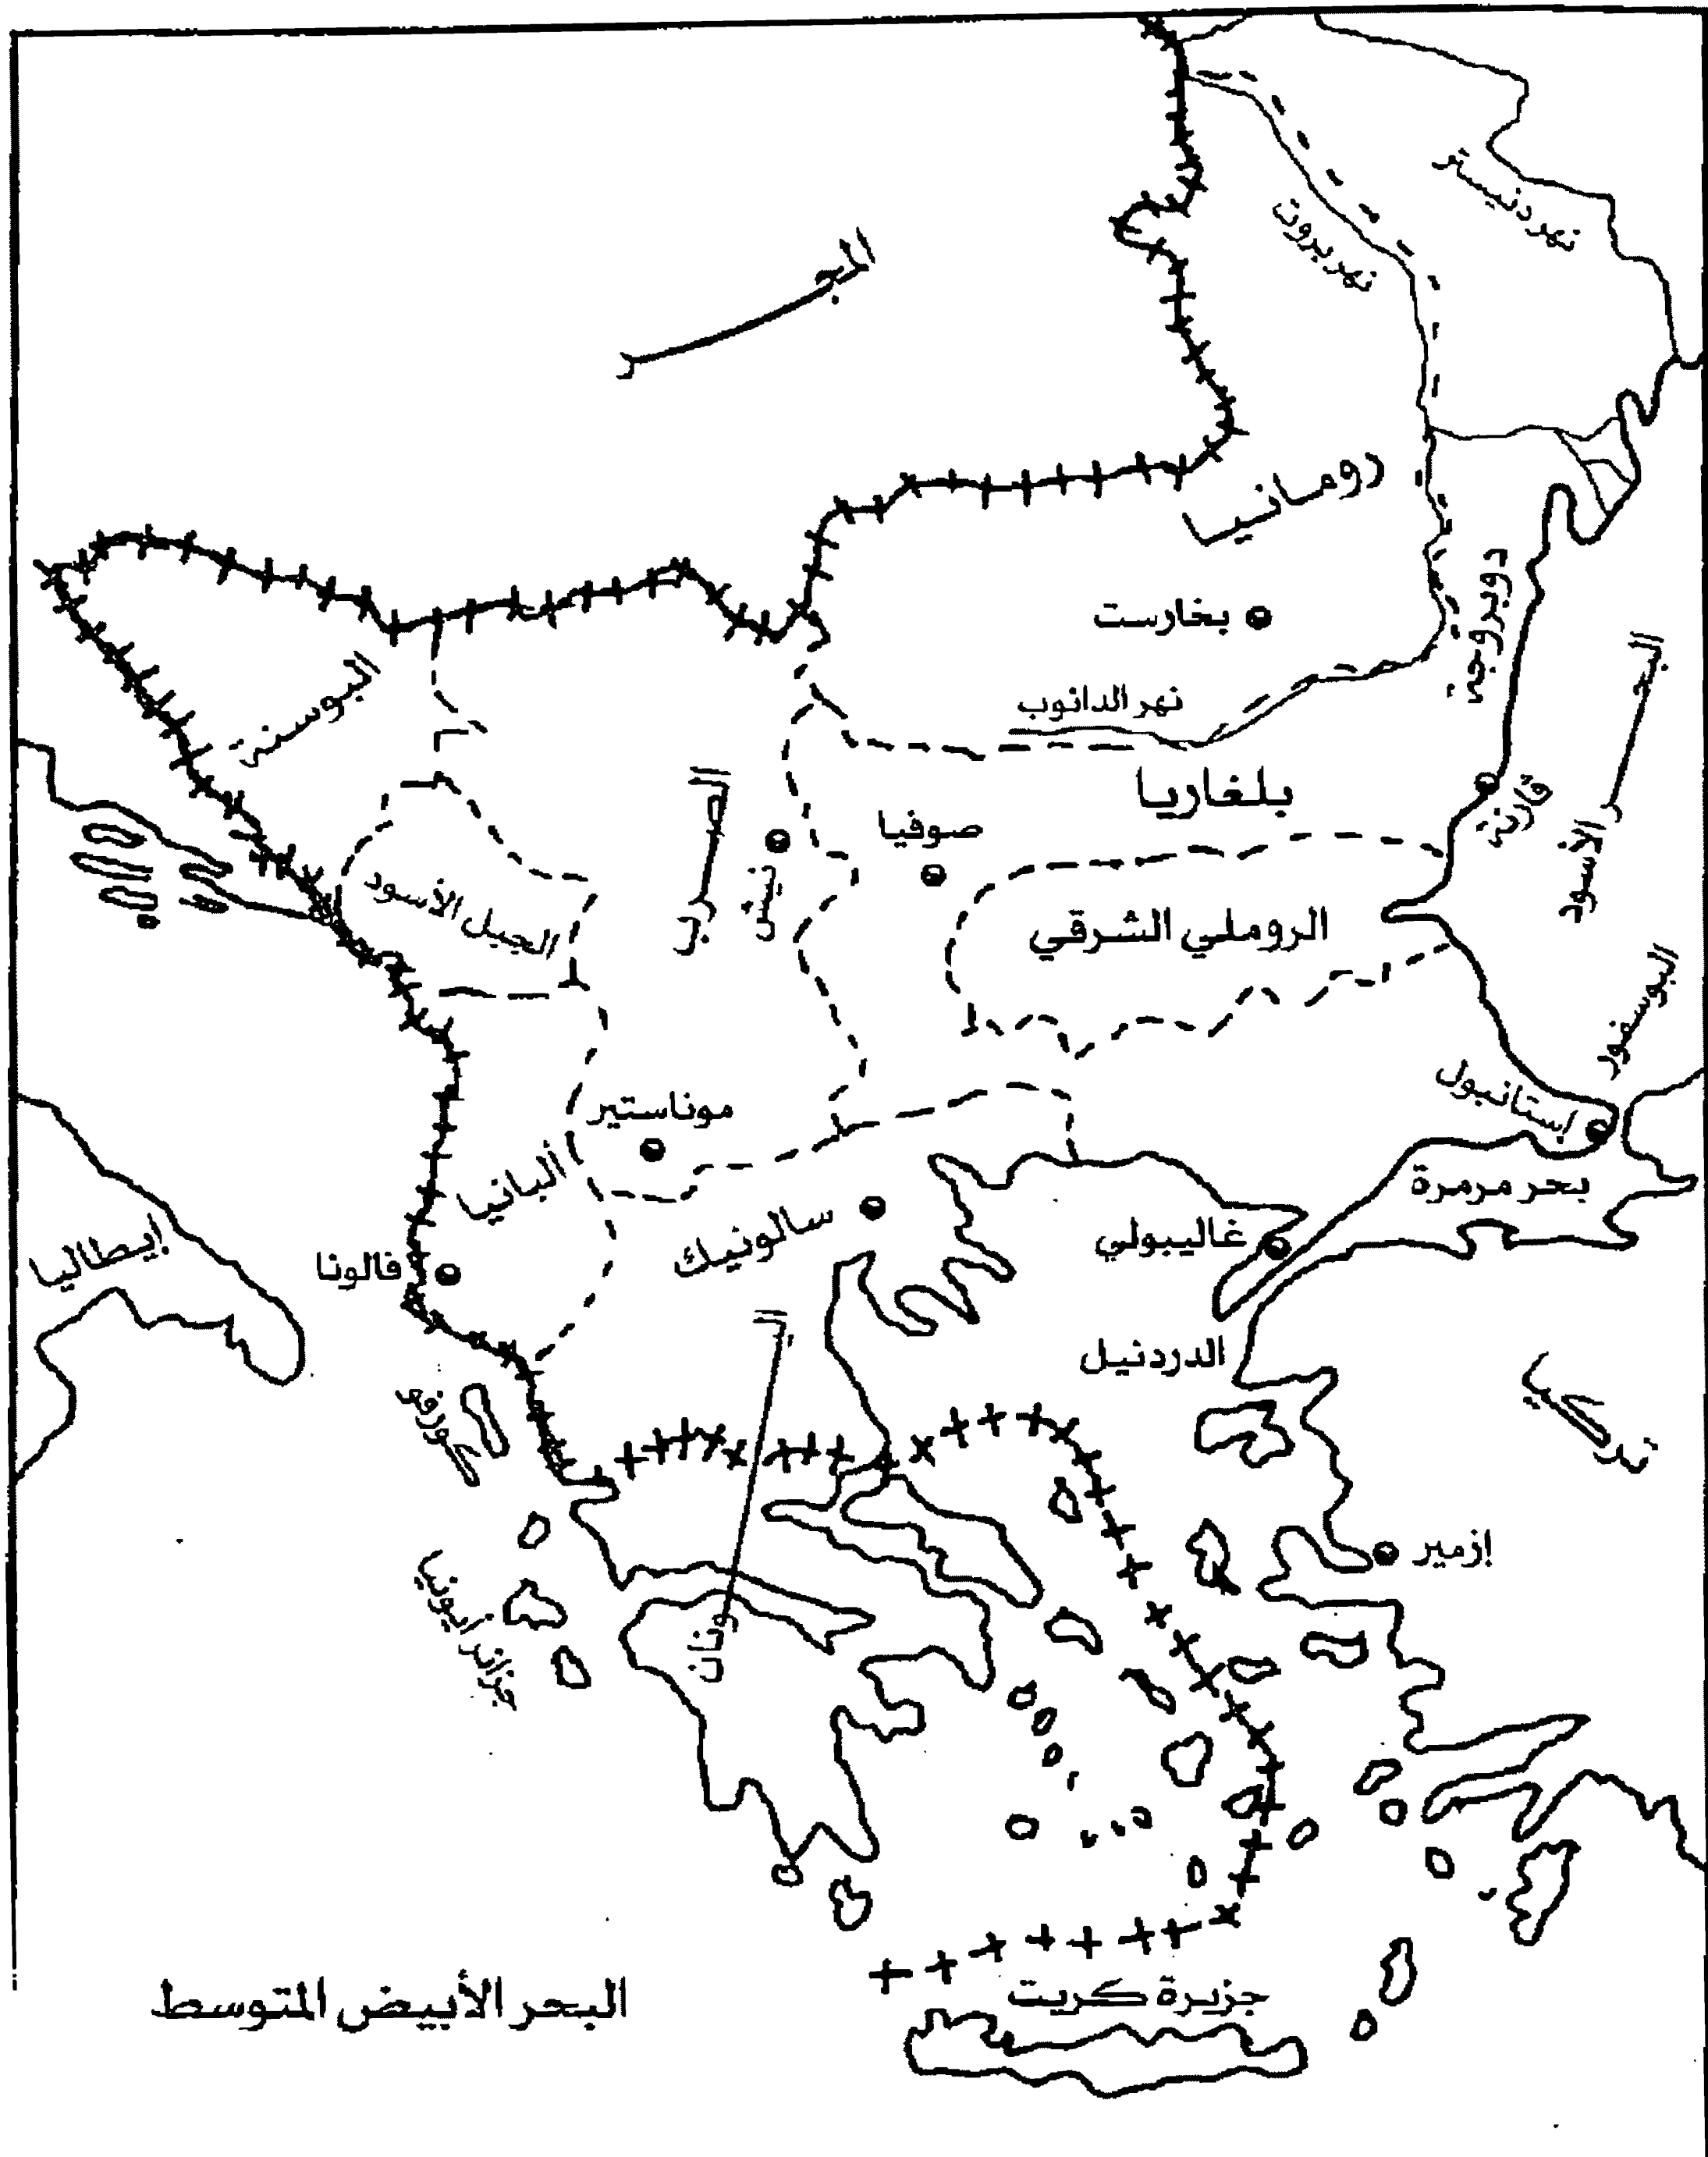 المجر
نهر دنيستر
نهر بروت
رومانيا
بخارست
دوبروجة
نهر الدانوب
البحر الأسود
البوسنة
بلغاريا
فارنة
صوفيا
نيش
الصرب
الجبل الأسود
الروملي الشرقي
البوسفور
إستانبول
موناستير
ألبانيا
بحر مرمرة
إيطاليا
فالونا
سالونيك
غاليبولي
الدردنيل
تركيا
كورفو
اليونان
إزمير
جزائر ايونيا
جزيرة كريت
البحر الأبيض المتوسط